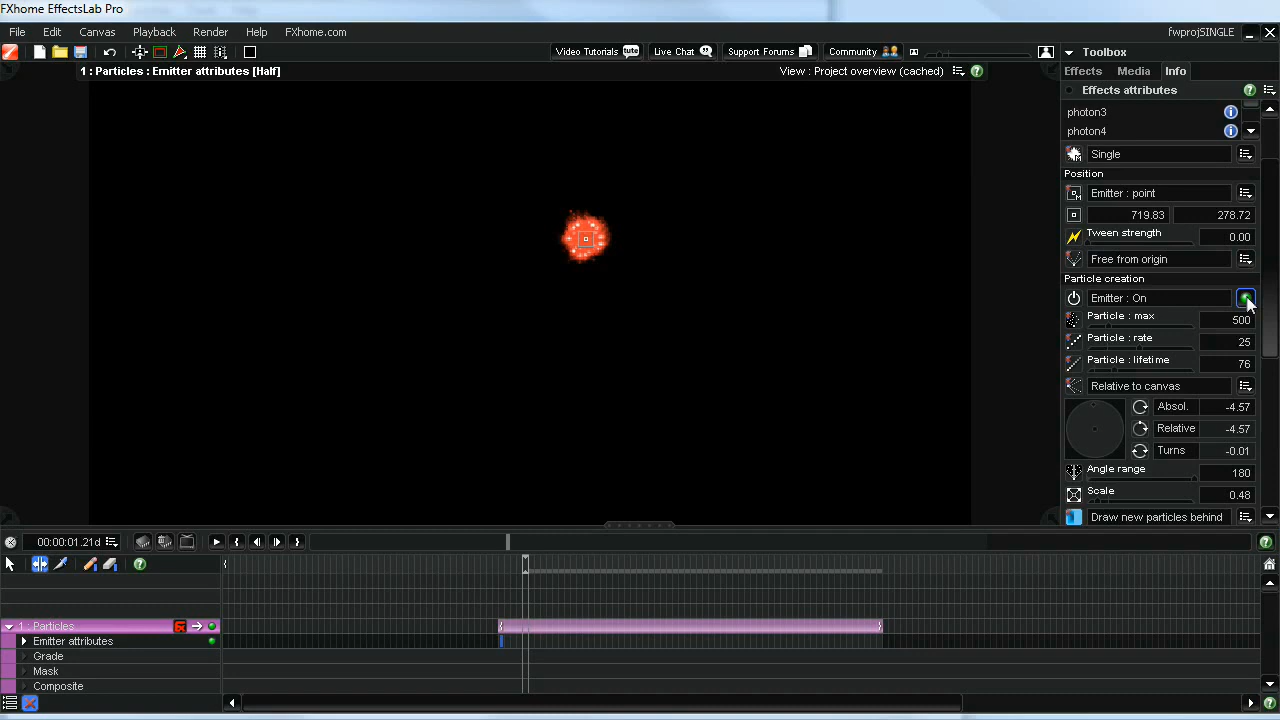 FXhome EffectsLab Pro
File Edit Canvas Playback Render Help FXhome.com fwprojSINGLE
Video Tutorials tute Live Chat Support Forums Community Toolbox
1 : Particles : Emitter attributes [Half] View : Project overview (cached)
Effects Media Info
Effects attributes
photon3
photon4
Single
Position
Emitter : point
719.83 278.72
Tween strength 0.00
Free from origin
Particle creation
Emitter : On
Particle : max 500
Particle : rate 25
Particle : lifetime 76
Relative to canvas
Absol. -4.57
Relative -4.57
Turns -0.01
Angle range 180
Scale 0.48
Draw new particles behind
00:00:01.21d
1 : Particles
Emitter attributes
Grade
Mask
Composite